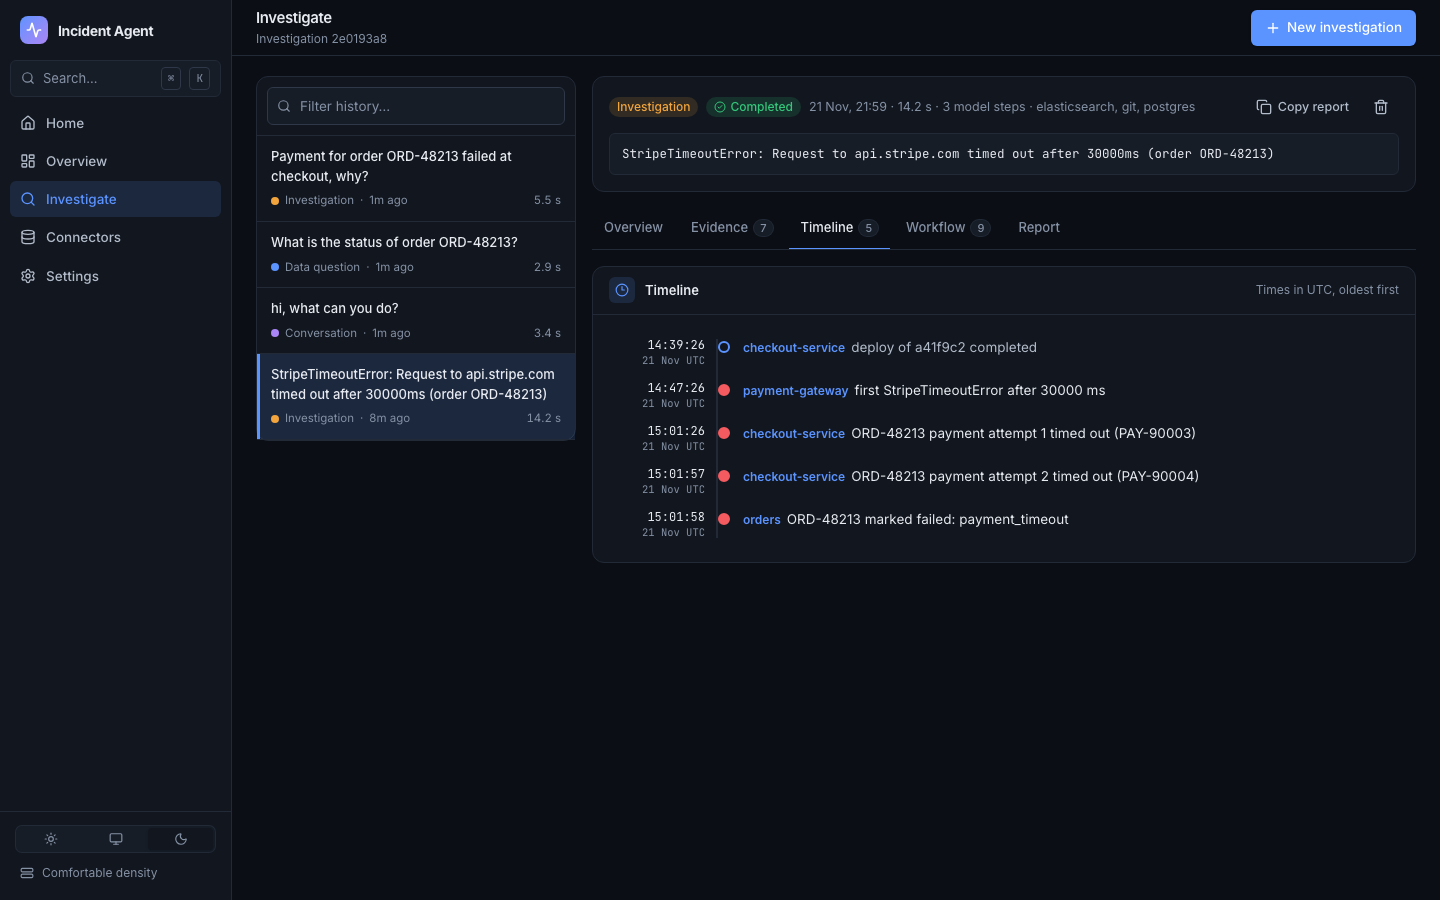 Incident Agent
Search...
⌘ K
Home
Overview
Investigate
Connectors
Settings
Comfortable density
Investigate
Investigation 2e0193a8
New investigation
Filter history...
Payment for order ORD-48213 failed at
checkout, why?
Investigation · 1m ago 5.5 s
What is the status of order ORD-48213?
Data question · 1m ago 2.9 s
hi, what can you do?
Conversation · 1m ago 3.4 s
StripeTimeoutError: Request to api.stripe.com
timed out after 30000ms (order ORD-48213)
Investigation · 8m ago 14.2 s
Investigation Completed 21 Nov, 21:59 · 14.2 s · 3 model steps · elasticsearch, git, postgres Copy report
StripeTimeoutError: Request to api.stripe.com timed out after 30000ms (order ORD-48213)
Overview Evidence 7 Timeline 5 Workflow 9 Report
Timeline Times in UTC, oldest first
14:39:26 checkout-service deploy of a41f9c2 completed
21 Nov UTC
14:47:26 payment-gateway first StripeTimeoutError after 30000 ms
21 Nov UTC
15:01:26 checkout-service ORD-48213 payment attempt 1 timed out (PAY-90003)
21 Nov UTC
15:01:57 checkout-service ORD-48213 payment attempt 2 timed out (PAY-90004)
21 Nov UTC
15:01:58 orders ORD-48213 marked failed: payment_timeout
21 Nov UTC